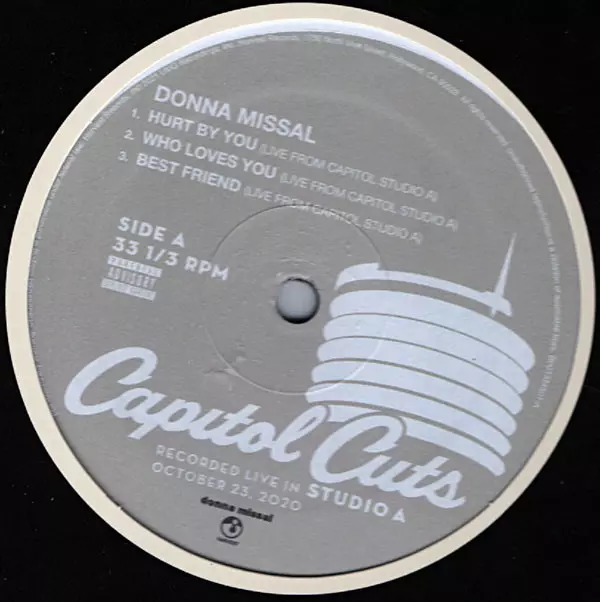 DONNA MISSAL
1. HURT BY YOU (LIVE FROM CAPITOL STUDIO A)
2. WHO LOVES YOU (LIVE FROM CAPITOL STUDIO A)
3. BEST FRIEND (LIVE FROM CAPITOL STUDIO A)
SIDE A
33 1/3 RPM
PARENTAL
ADVISORY
Capitol Cuts
RECORDED LIVE IN STUDIO A
OCTOBER 23, 2020
donna missal